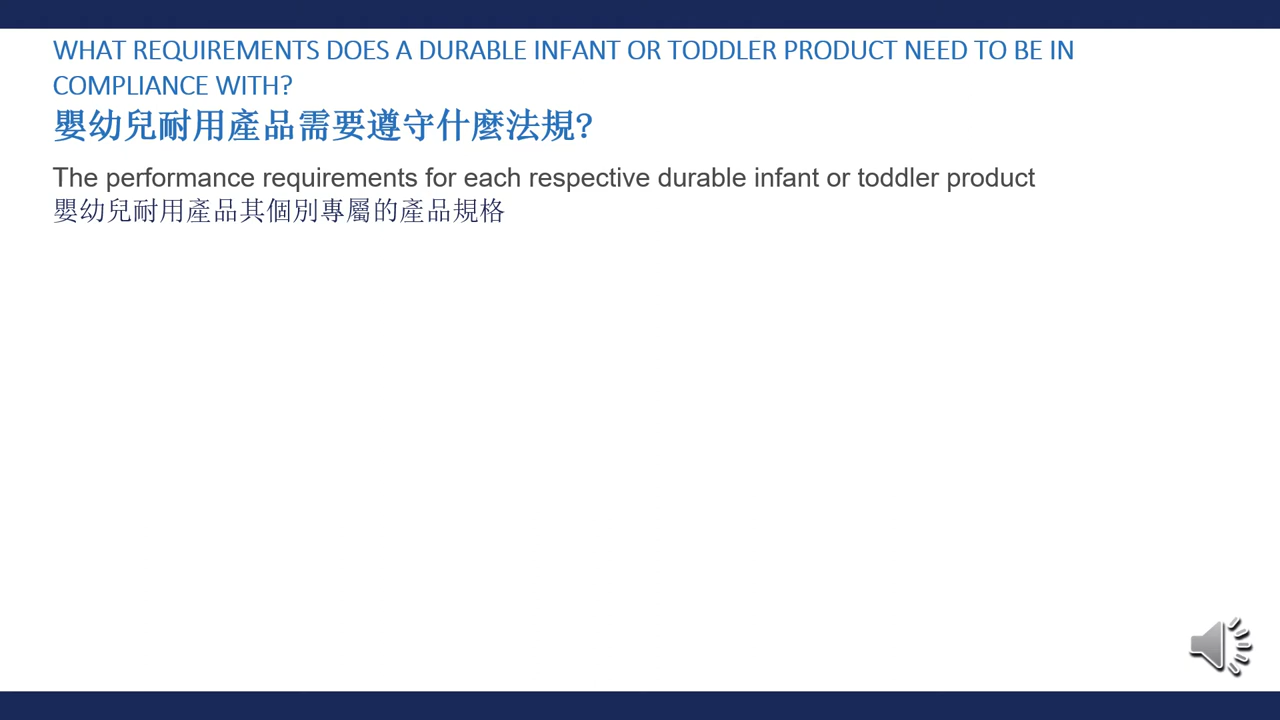 WHAT REQUIREMENTS DOES A DURABLE INFANT OR TODDLER PRODUCT NEED TO BE IN
COMPLIANCE WITH?
嬰幼兒耐用產品需要遵守什麼法規?
The performance requirements for each respective durable infant or toddler product
嬰幼兒耐用產品其個別專屬的產品規格